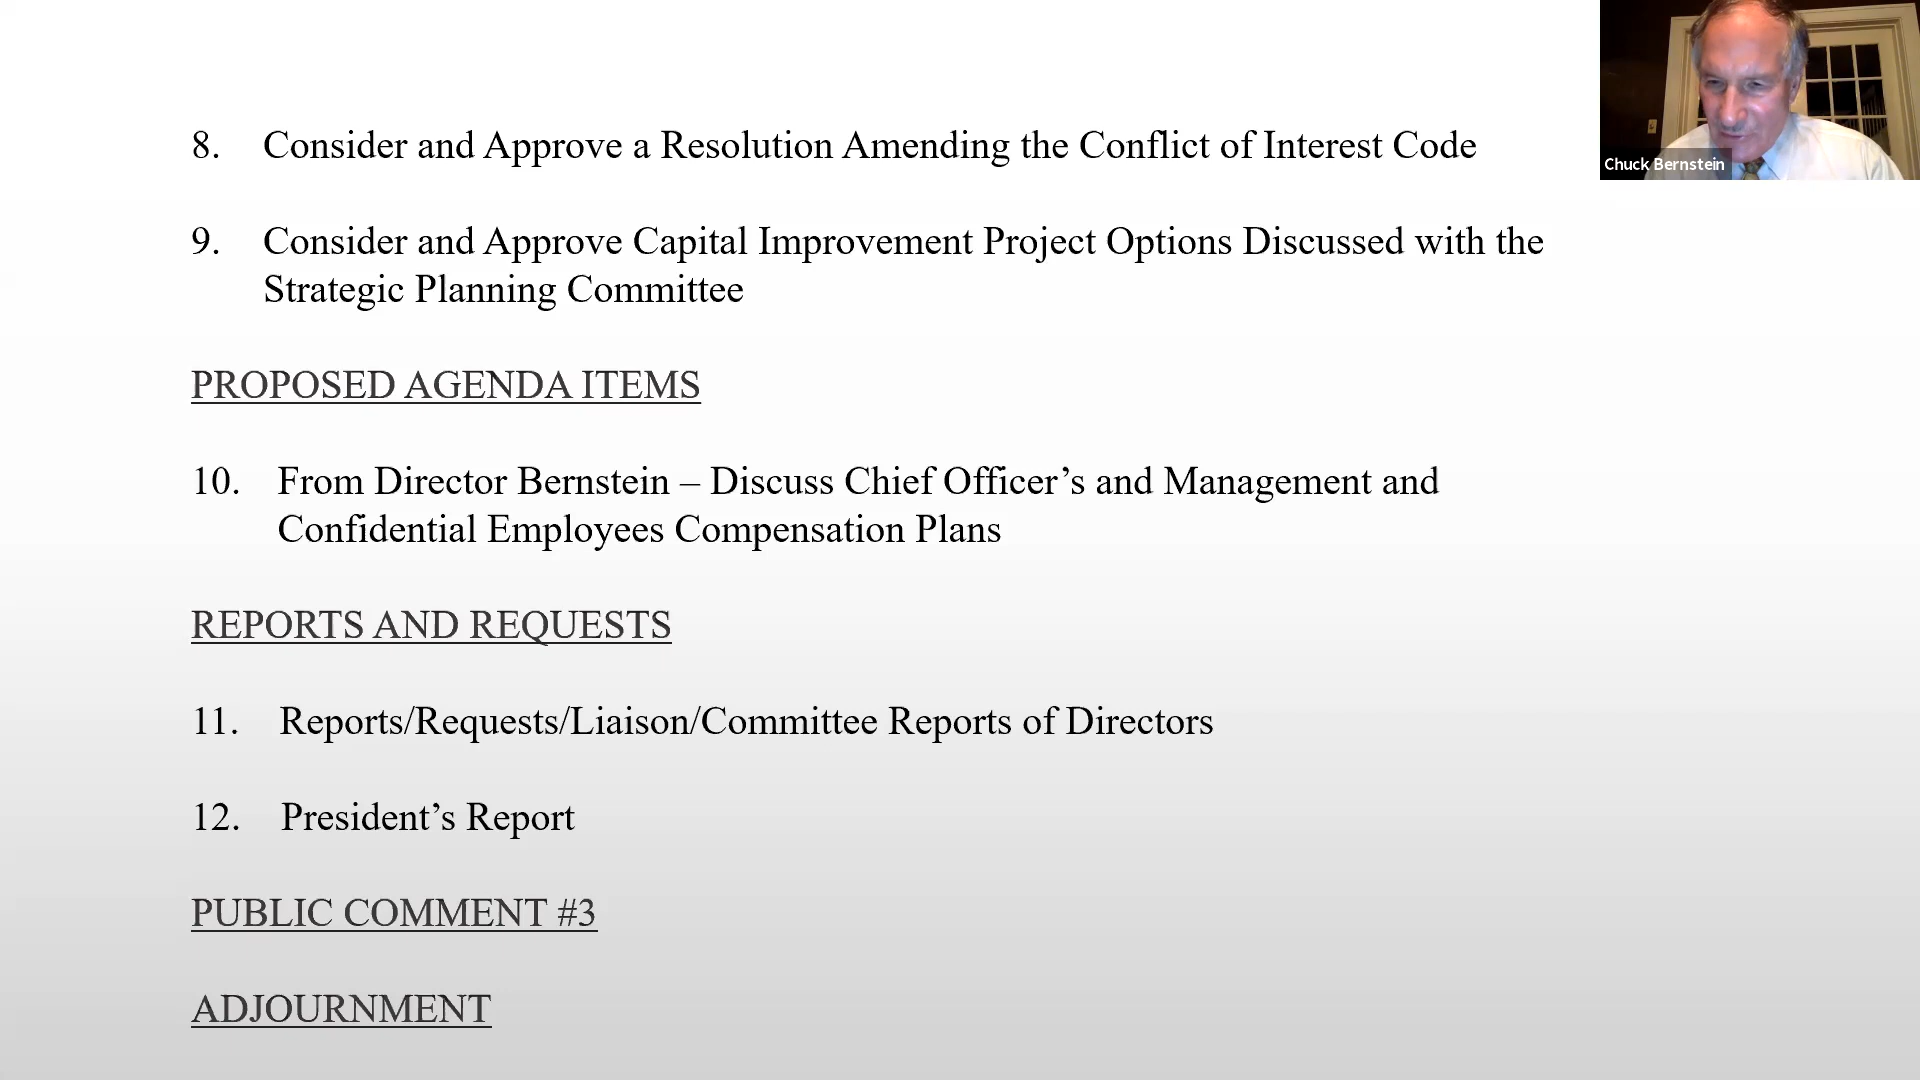 Chuck Bernstein
8. Consider and Approve a Resolution Amending the Conflict of Interest Code
9. Consider and Approve Capital Improvement Project Options Discussed with the
Strategic Planning Committee
PROPOSED AGENDA ITEMS
10. From Director Bernstein – Discuss Chief Officer’s and Management and
Confidential Employees Compensation Plans
REPORTS AND REQUESTS
11. Reports/Requests/Liaison/Committee Reports of Directors
12. President’s Report
PUBLIC COMMENT #3
ADJOURNMENT